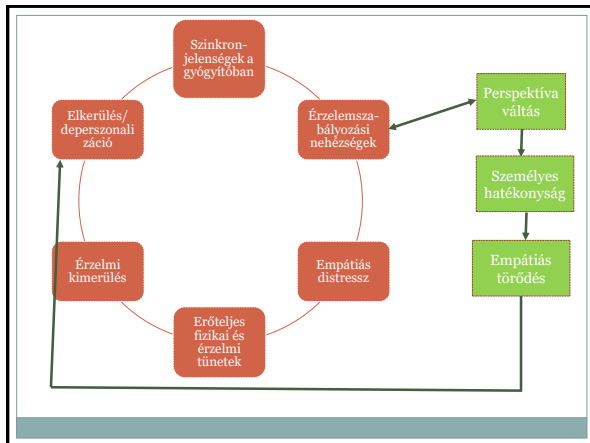 Szinkron-
jelenségek a
gyógyítóban
Érzelemsza-
bályozási
nehézségek
Empátiás
distressz
Erőteljes
fizikai és
érzelmi
tünetek
Érzelmi
kimerülés
Elkerülés/
deperszonali
záció
Perspektíva
váltás
Személyes
hatékonyság
Empátiás
törődés